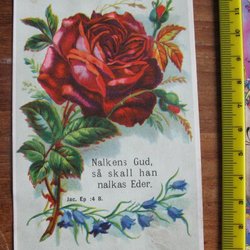 Nalkens Gud,
så skall han
nalkas Eder.
Jac. Ep :4 8.